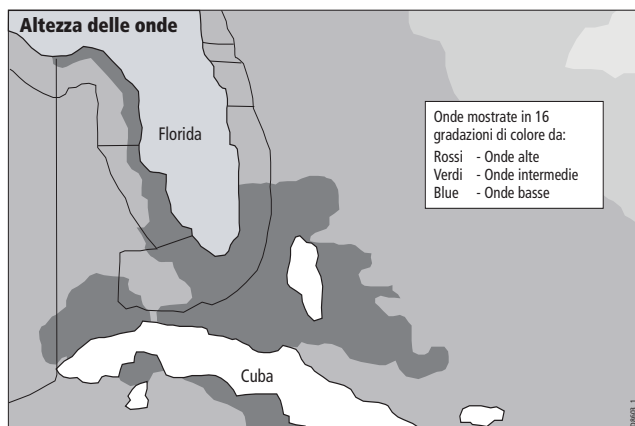 Altezza delle onde
Florida
Onde mostrate in 16
gradazioni di colore da:
Rossi - Onde alte
Verdi - Onde intermedie
Blue - Onde basse
Cuba